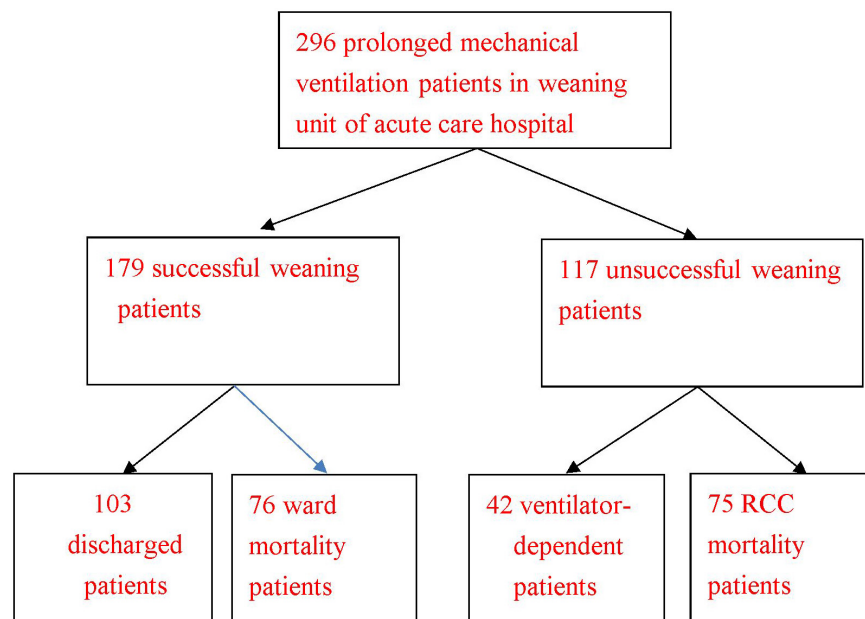 296 prolonged mechanical
ventilation patients in weaning
unit of acute care hospital
179 successful weaning
patients
117 unsuccessful weaning
patients
103
discharged
patients
76 ward
mortality
patients
42 ventilator-
dependent
patients
75 RCC
mortality
patients